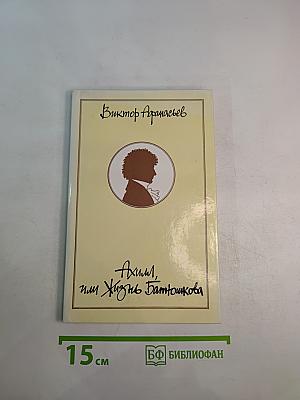 Виктор Афанасьев
Ахилл,
или Жизнь Батюшкова
15 см
БФ БИБЛИОФАН